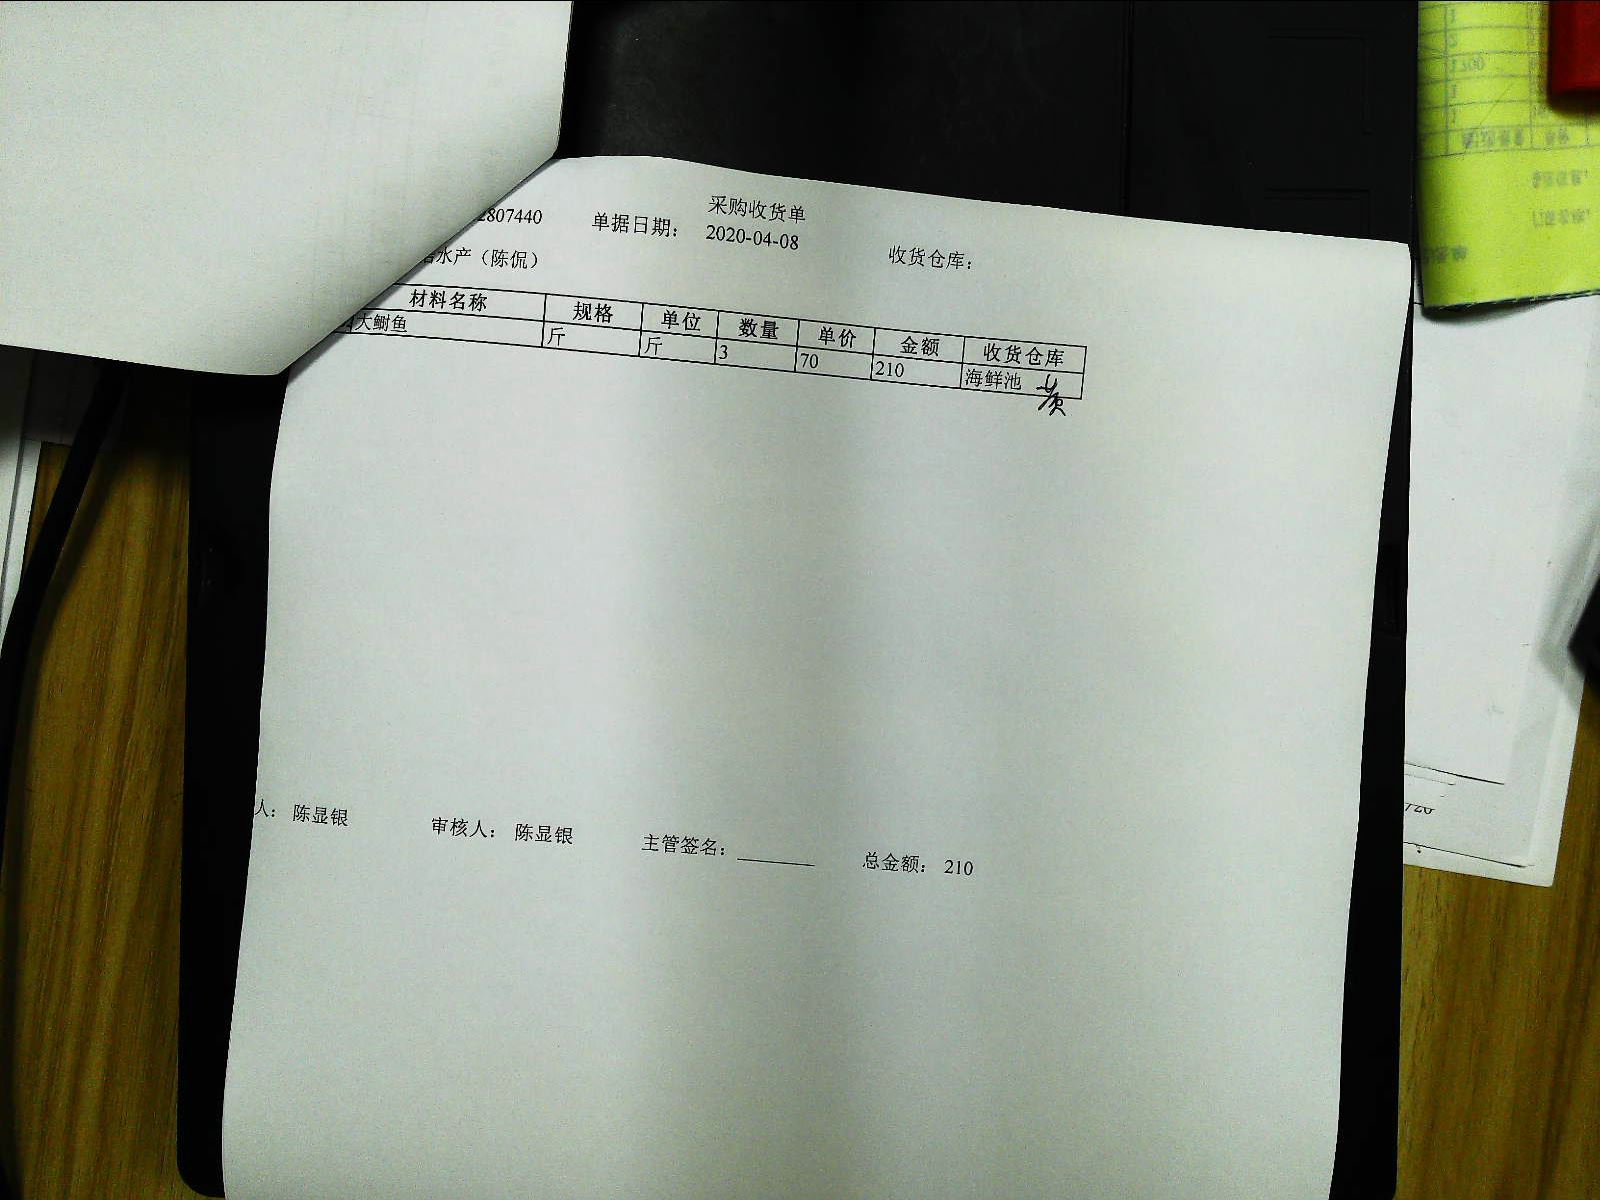 采购收货单
2807440 单据日期： 2020-04-08 收货仓库：
水产（陈侃）
材料名称 规格 单位 数量 单价 金额 收货仓库
大鲥鱼 斤 斤 3 70 210 海鲜池
人： 陈显银 审核人： 陈显银 主管签名： 总金额： 210